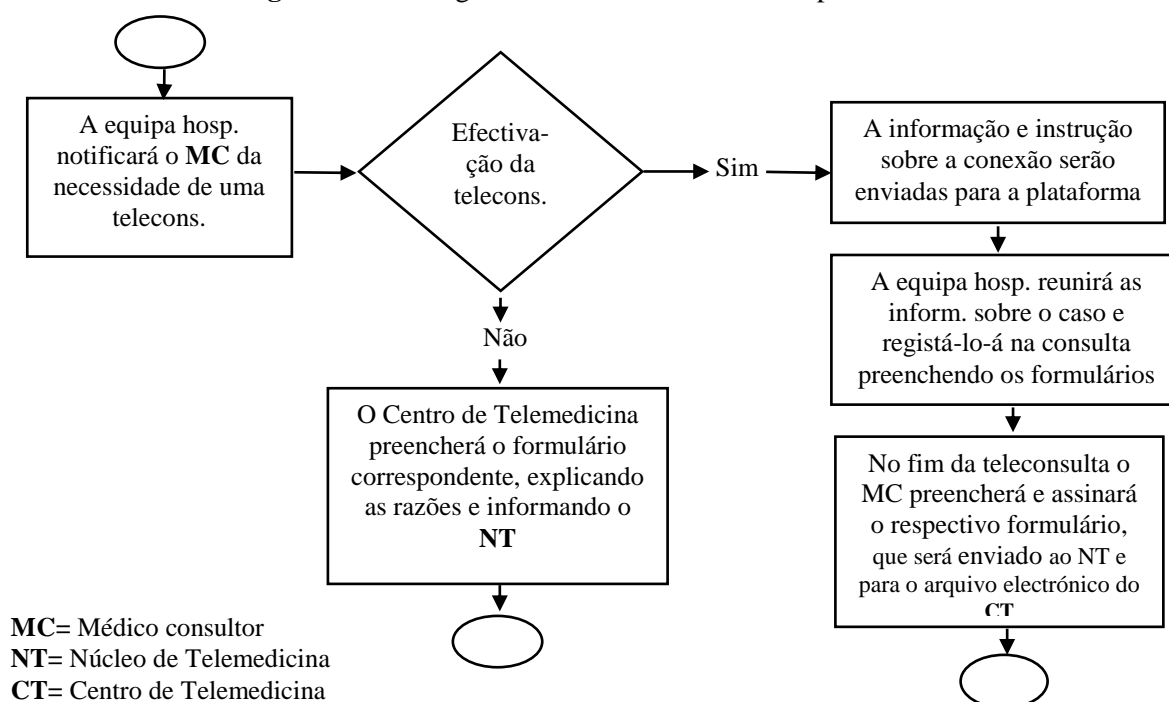 A equipa hosp.
notificará o MC da
necessidade de uma
telecons.
Efectiva-
ção da
telecons.
Sim
A informação e instrução
sobre a conexão serão
enviadas para a plataforma
Não
A equipa hosp. reunirá as
inform. sobre o caso e
registá-lo-á na consulta
preenchendo os formulários
O Centro de Telemedicina
preencherá o formulário
correspondente, explicando
as razões e informando o
NT
No fim da teleconsulta o
MC preencherá e assinará
o respectivo formulário,
que será enviado ao NT e
para o arquivo electrónico do
CT
MC= Médico consultor
NT= Núcleo de Telemedicina
CT= Centro de Telemedicina